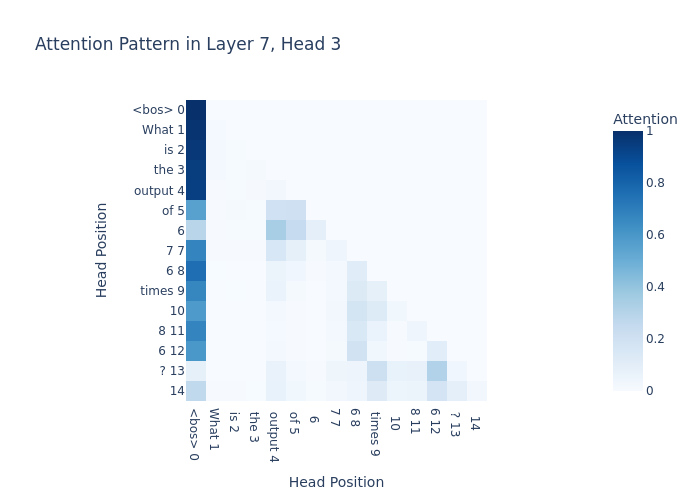 Attention Pattern in Layer 7, Head 3
Attention
<bos> 0
What 1
is 2
the 3
output 4
of 5
6
7 7
6 8
times 9
10
8 11
6 12
? 13
14
Head Position
1
0.8
0.6
0.4
0.2
0
<bos> 0
What 1
is 2
the 3
output 4
of 5
6
7 7
6 8
times 9
10
8 11
6 12
? 13
14
Head Position